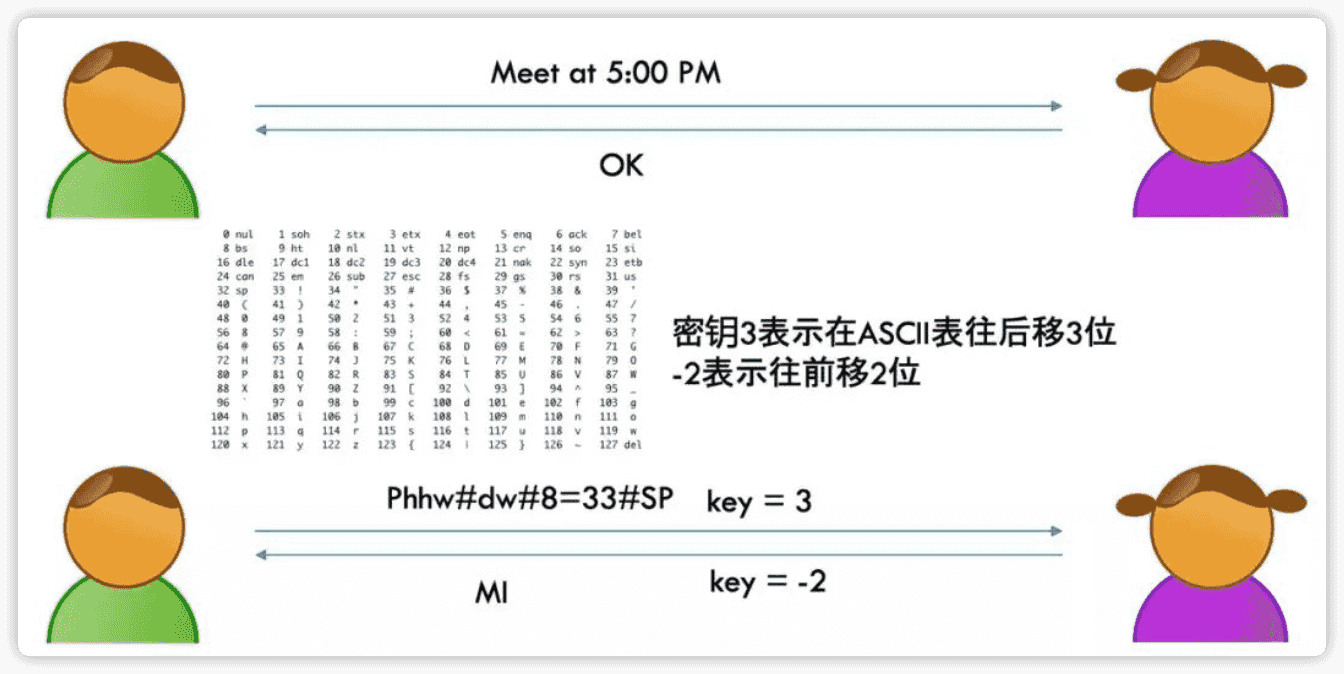 Meet at 5:00 PM
OK
0 nul 1 soh 2 stx 3 etx 4 eot 5 enq 6 ack 7 bel
8 bs 9 ht 10 nl 11 vt 12 np 13 cr 14 so 15 si
16 dle 17 dc1 18 dc2 19 dc3 20 dc4 21 nak 22 syn 23 etb
24 can 25 em 26 sub 27 esc 28 fs 29 gs 30 rs 31 us
32 sp 33 ! 34 " 35 # 36 $ 37 % 38 & 39 '
40 ( 41 ) 42 * 43 + 44 , 45 - 46 . 47 /
48 0 49 1 50 2 51 3 52 4 53 5 54 6 55 7
56 8 57 9 58 : 59 ; 60 < 61 = 62 > 63 ?
64 @ 65 A 66 B 67 C 68 D 69 E 70 F 71 G
72 H 73 I 74 J 75 K 76 L 77 M 78 N 79 O
80 P 81 Q 82 R 83 S 84 T 85 U 86 V 87 W
88 X 89 Y 90 Z 91 [ 92 \ 93 ] 94 ^ 95 _
96 ` 97 a 98 b 99 c 100 d 101 e 102 f 103 g
104 h 105 i 106 j 107 k 108 l 109 m 110 n 111 o
112 p 113 q 114 r 115 s 116 t 117 u 118 v 119 w
120 x 121 y 122 z 123 { 124 | 125 } 126 ~ 127 del
密钥3表示在ASCII表往后移3位
-2表示往前移2位
Phhw#dw#8=33#SP key = 3
MI key = -2